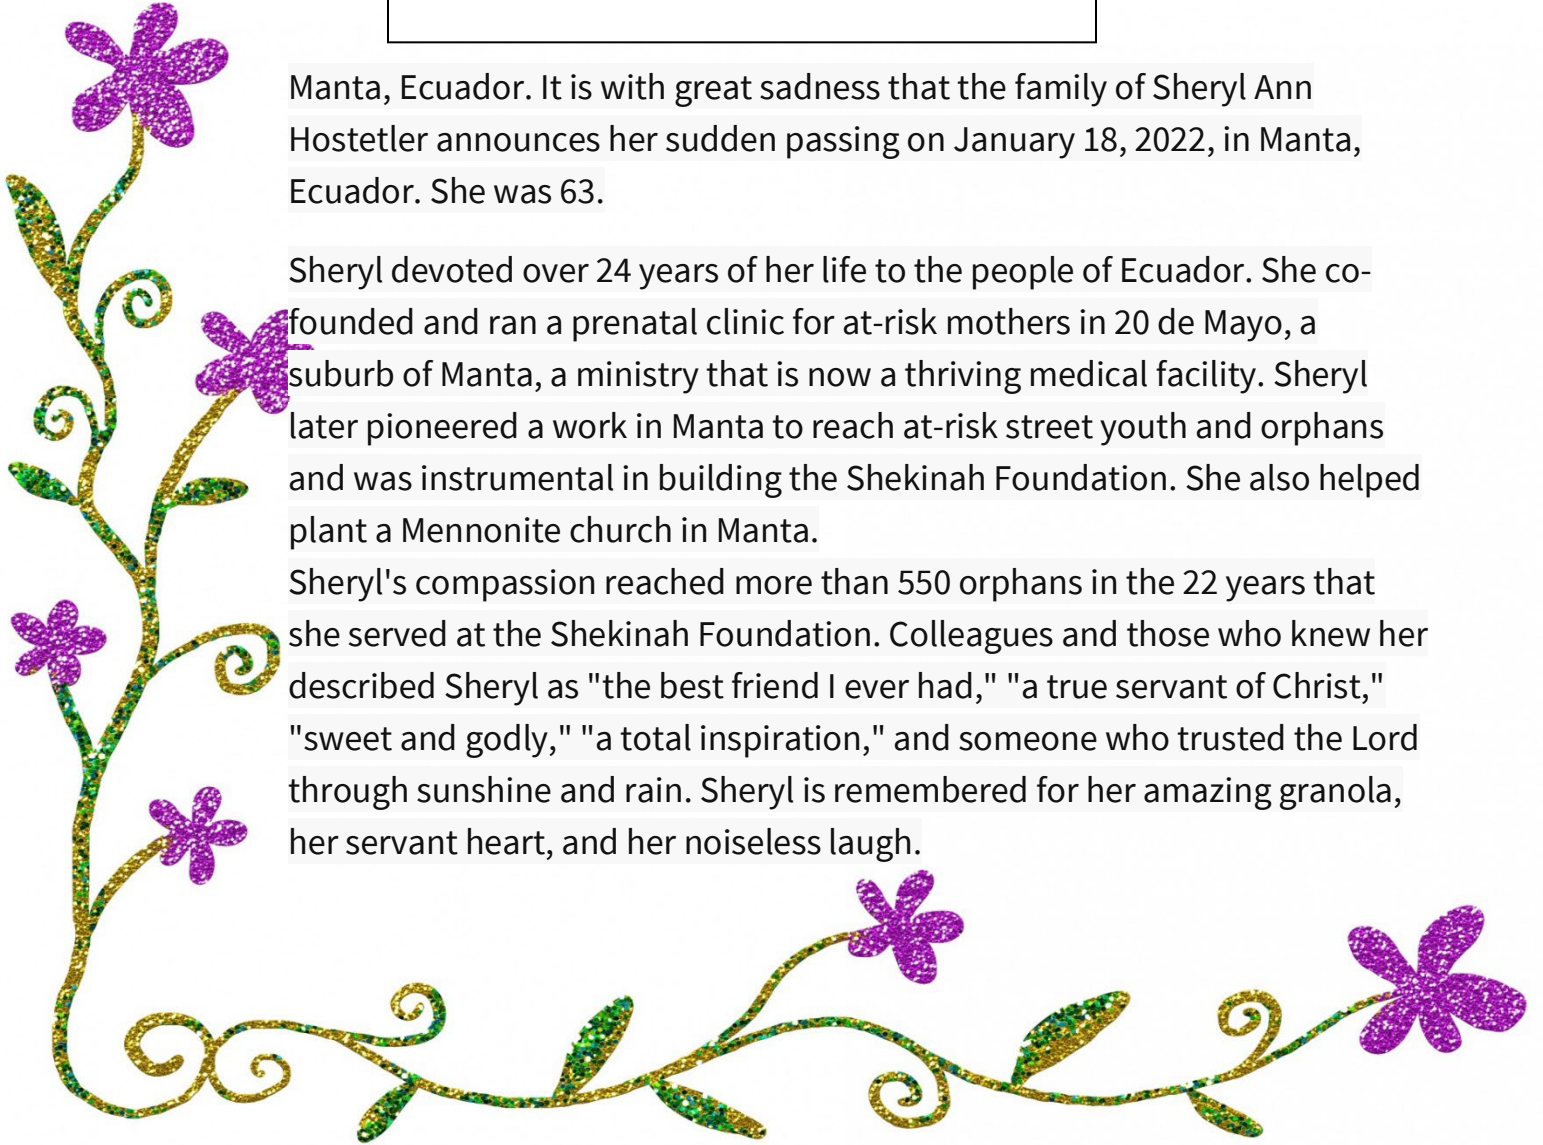 Manta, Ecuador. It is with great sadness that the family of Sheryl Ann
Hostetler announces her sudden passing on January 18, 2022, in Manta,
Ecuador. She was 63.
Sheryl devoted over 24 years of her life to the people of Ecuador. She co-
founded and ran a prenatal clinic for at-risk mothers in 20 de Mayo, a
suburb of Manta, a ministry that is now a thriving medical facility. Sheryl
later pioneered a work in Manta to reach at-risk street youth and orphans
and was instrumental in building the Shekinah Foundation. She also helped
plant a Mennonite church in Manta.
Sheryl's compassion reached more than 550 orphans in the 22 years that
she served at the Shekinah Foundation. Colleagues and those who knew her
described Sheryl as "the best friend I ever had," "a true servant of Christ,"
"sweet and godly," "a total inspiration," and someone who trusted the Lord
through sunshine and rain. Sheryl is remembered for her amazing granola,
her servant heart, and her noiseless laugh.